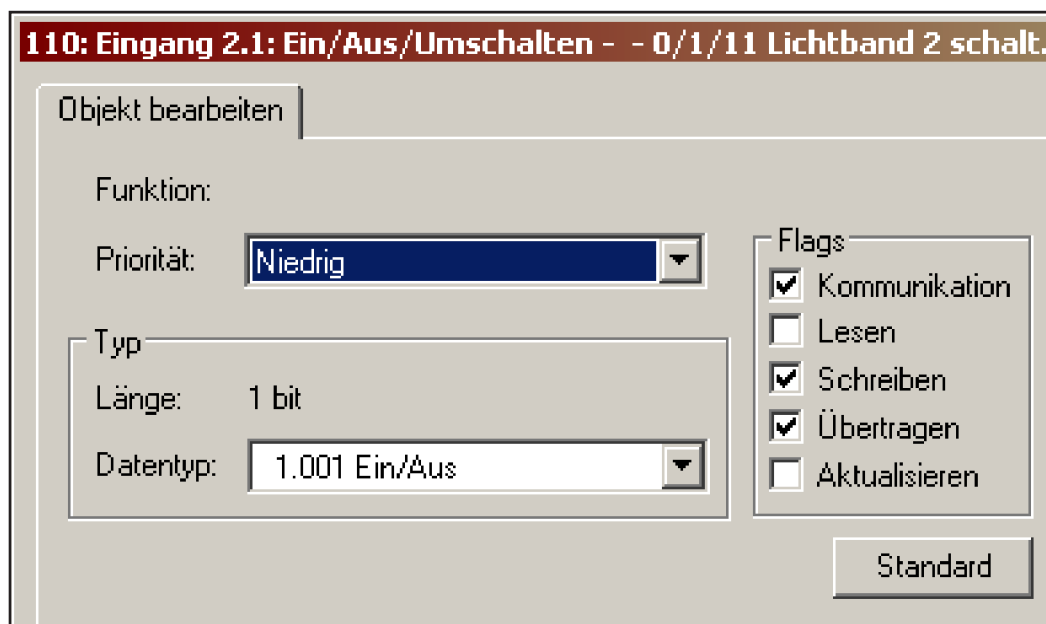 110: Eingang 2.1: Ein/Aus/Umschalten - - 0/1/11 Lichtband 2 schalt.
Objekt bearbeiten
Funktion:
Priorität: Niedrig
Typ
Länge: 1 bit
Datentyp: 1.001 Ein/Aus
Flags
Kommunikation
Lesen
Schreiben
Übertragen
Aktualisieren
Standard